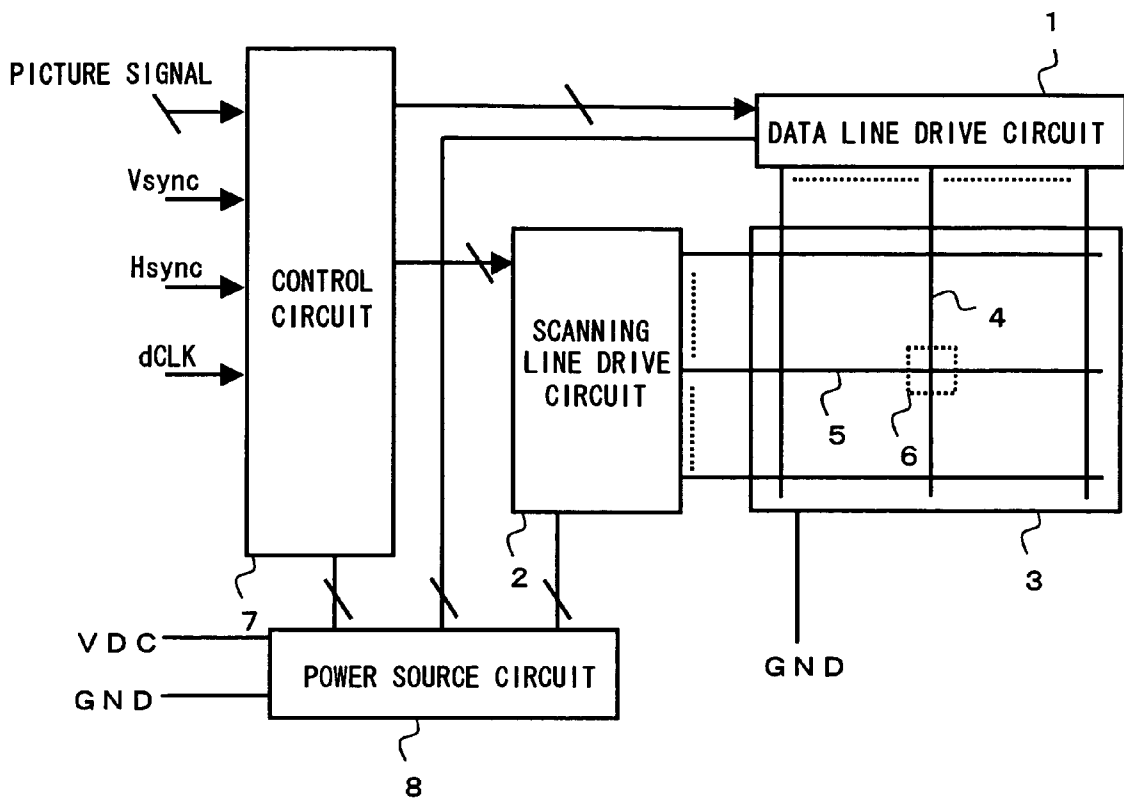 1
PICTURE SIGNAL
DATA LINE DRIVE CIRCUIT
Vsync
Hsync
dCLK
CONTROL
CIRCUIT
SCANNING
LINE DRIVE
CIRCUIT
4
5
6
2
3
7
VDC
GND
POWER SOURCE CIRCUIT
GND
8